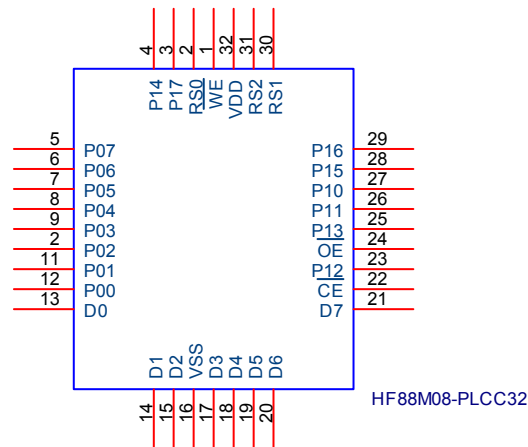 4 3 2 1 32 31 30
P14 P17 RS0 WE VDD RS2 RS1
5 P07 P16 29
6 P06 P15 28
7 P05 P10 27
8 P04 P11 26
9 P03 P13 25
2 P02 OE 24
11 P01 P12 23
12 P00 CE 22
13 D0 D7 21
D1 D2 VSS D3 D4 D5 D6
14 15 16 17 18 19 20
HF88M08-PLCC32